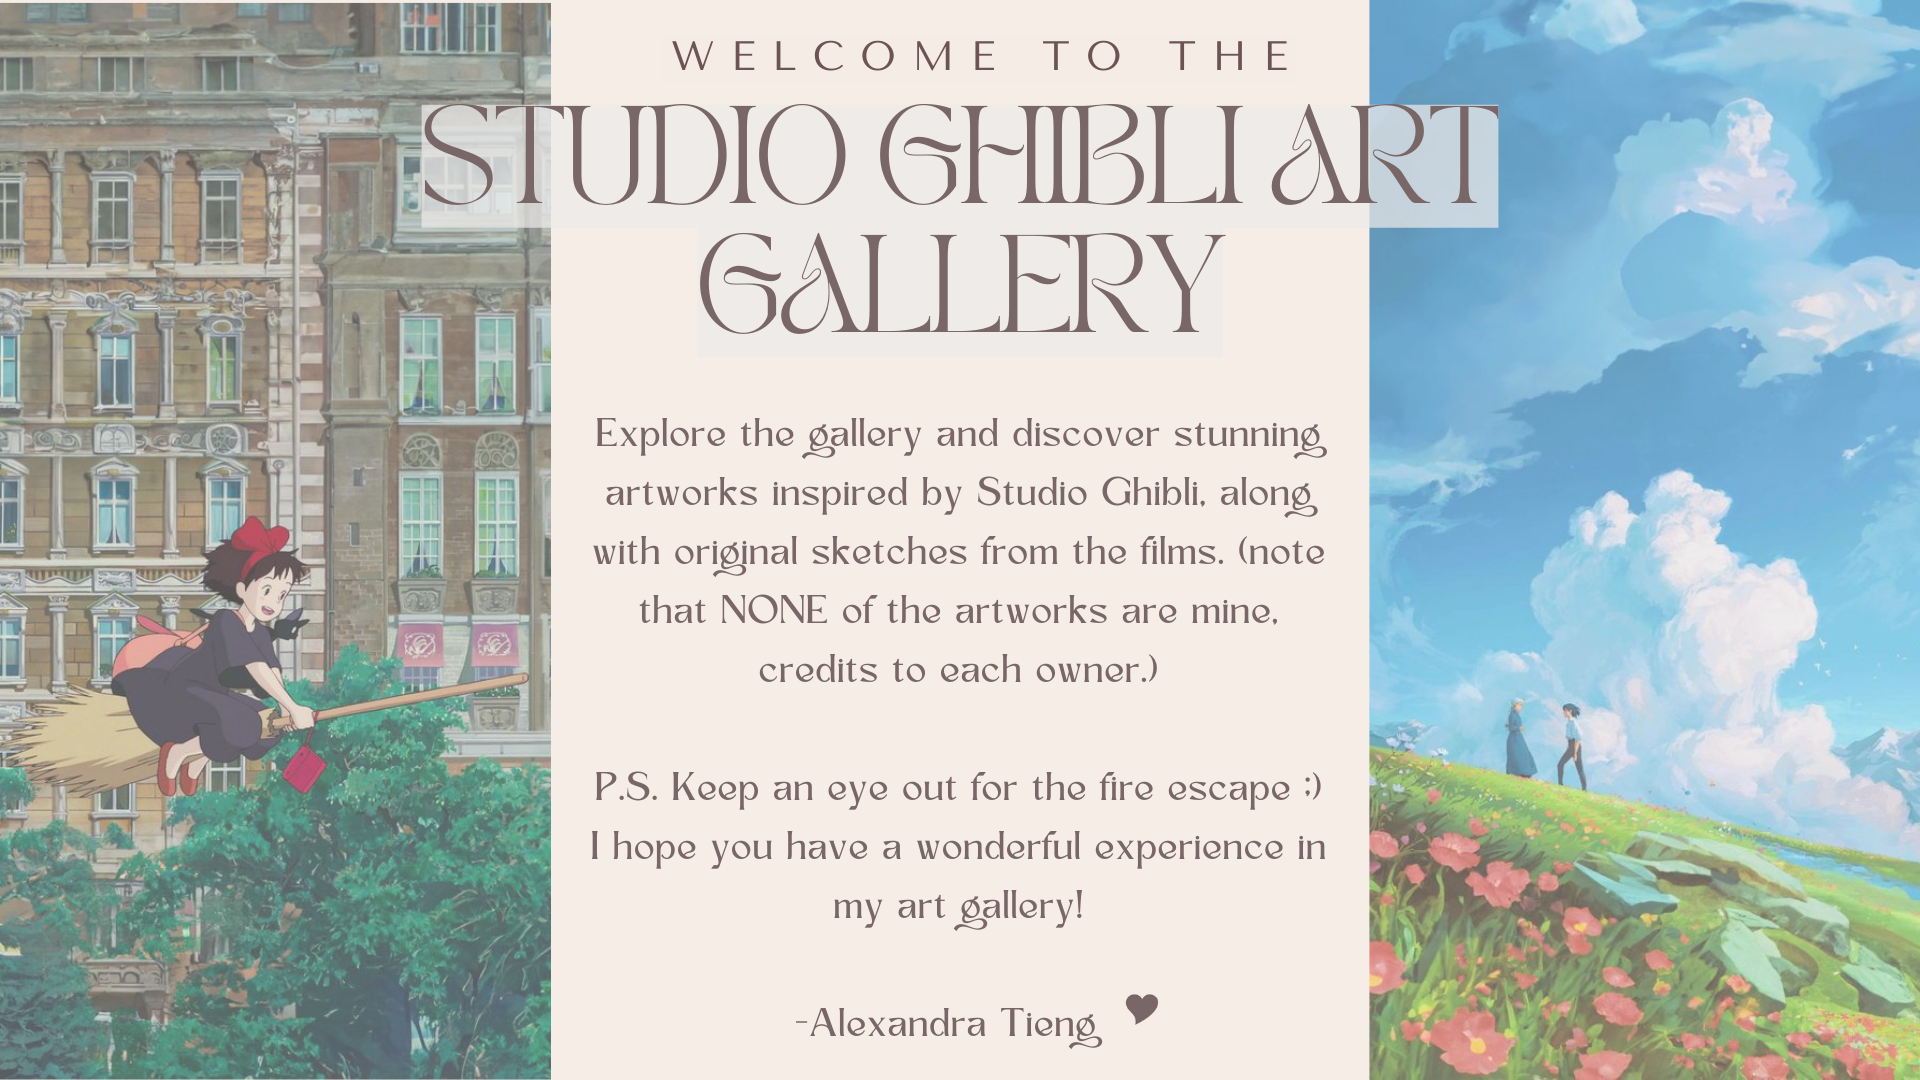 WELCOME TO THE
STUDIO GHIBLI ART
GALLERY
Explore the gallery and discover stunning
artworks inspired by Studio Ghibli, along
with original sketches from the films. (note
that NONE of the artworks are mine,
credits to each owner.)
P.S. Keep an eye out for the fire escape ;)
I hope you have a wonderful experience in
my art gallery!
-Alexandra Tieng